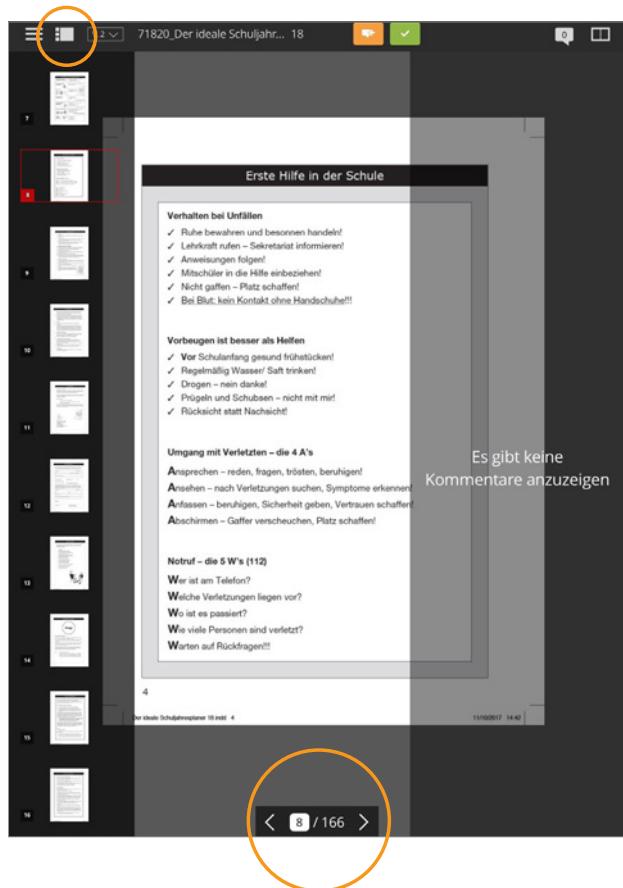 2 71820_Der ideale Schuljahr... 18 0
7
8
9
10
11
12
13
14
15
16
Erste Hilfe in der Schule
Verhalten bei Unfällen
✓ Ruhe bewahren und besonnen handeln!
✓ Lehrkraft rufen – Sekretariat informieren!
✓ Anweisungen folgen!
✓ Mitschüler in die Hilfe einbeziehen!
✓ Nicht gaffen – Platz schaffen!
✓ Bei Blut: kein Kontakt ohne Handschuhe!!!
Vorbeugen ist besser als Helfen
✓ Vor Schulanfang gesund frühstücken!
✓ Regelmäßig Wasser/ Saft trinken!
✓ Drogen – nein danke!
✓ Prügeln und Schubsen – nicht mit mir!
✓ Rücksicht statt Nachsicht!
Umgang mit Verletzten – die 4 A's
Ansprechen – reden, fragen, trösten, beruhigen!
Ansehen – nach Verletzungen suchen, Symptome erkennen!
Anfassen – beruhigen, Sicherheit geben, Vertrauen schaffen!
Abschirmen – Gaffer verscheuchen, Platz schaffen!
Notruf – die 5 W's (112)
Wer ist am Telefon?
Welche Verletzungen liegen vor?
Wo ist es passiert?
Wie viele Personen sind verletzt?
Warten auf Rückfragen!!!
4
Der ideale Schuljahresplaner 18.indd 4 11/10/2017 14:42
Es gibt keine
Kommentare anzuzeigen
8 / 166